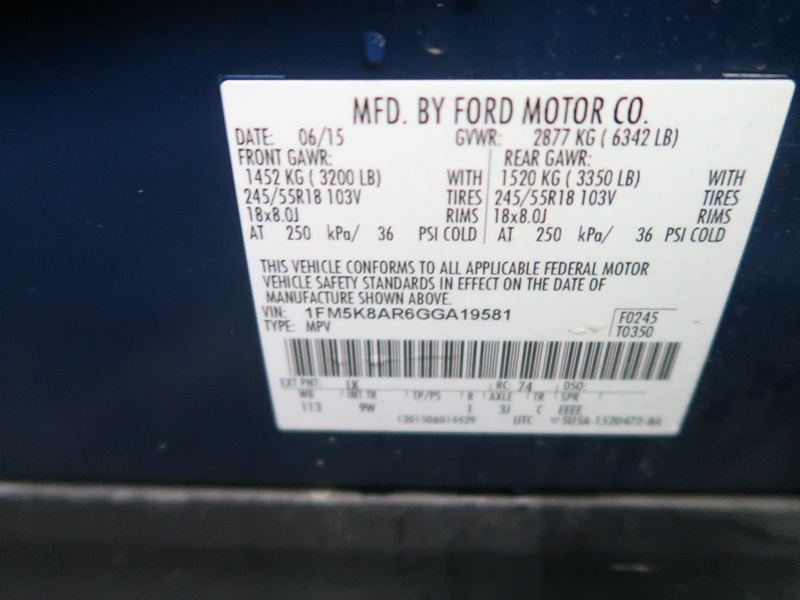 MFD. BY FORD MOTOR CO.
DATE: 06/15 GVWR: 2877 KG ( 6342 LB)
FRONT GAWR: REAR GAWR:
1452 KG ( 3200 LB) WITH 1520 KG ( 3350 LB) WITH
245/55R18 103V TIRES 245/55R18 103V TIRES
18x8.0J RIMS 18x8.0J RIMS
AT 250 kPa/ 36 PSI COLD AT 250 kPa/ 36 PSI COLD
THIS VEHICLE CONFORMS TO ALL APPLICABLE FEDERAL MOTOR
VEHICLE SAFETY STANDARDS IN EFFECT ON THE DATE OF
MANUFACTURE SHOWN ABOVE.
VIN: 1FM5K8AR6GGA19581 F0245
TYPE: MPV T0350
EXT PNT: LK RC: 74 DSO:
WB INT TR TP/PS R AXLE TR SPR
113 9W 1 3J C EEEE
1201506014429 UTC